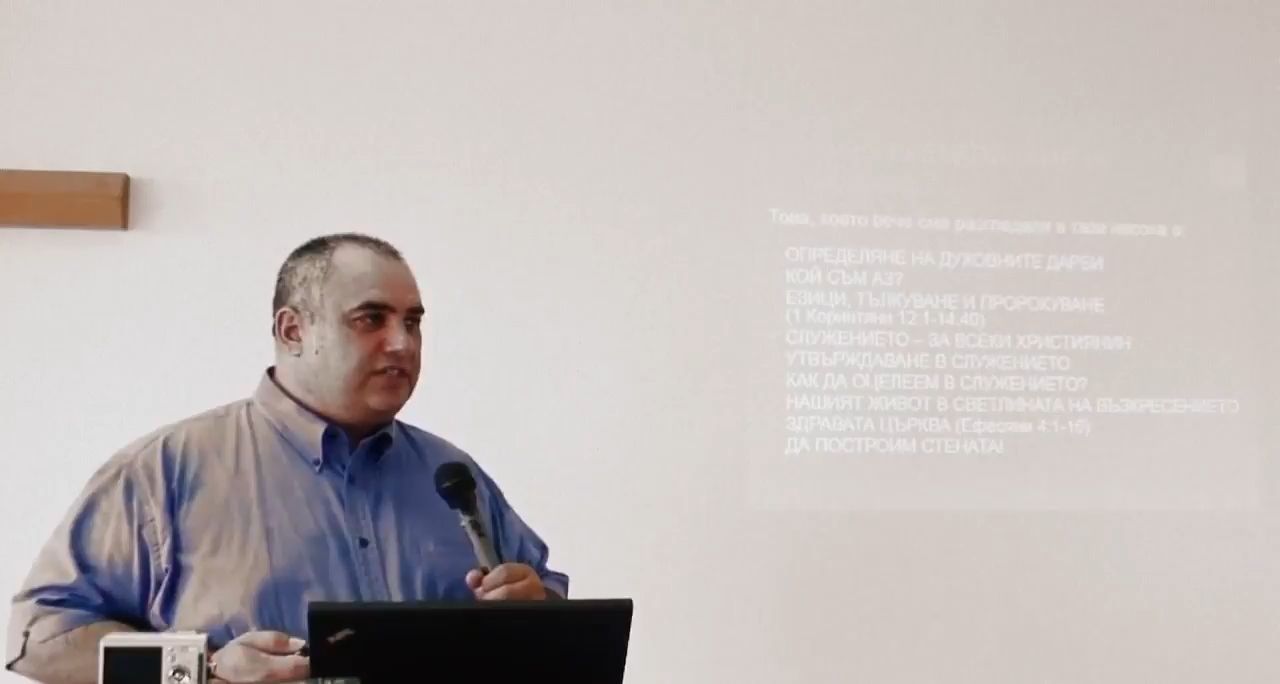 Това, което вече сме разгледали в тази насока е:
ОПРЕДЕЛЯНЕ НА ДУХОВНИТЕ ДАРБИ
КОЙ СЪМ АЗ?
ЕЗИЦИ, ТЪЛКУВАНЕ И ПРОРОКУВАНЕ
(1 Коринтяни 12:1-14:40)
СЛУЖЕНИЕТО – ЗА ВСЕКИ ХРИСТИЯНИН
УТВЪРЖДАВАНЕ В СЛУЖЕНИЕТО
КАК ДА ОЦЕЛЕЕМ В СЛУЖЕНИЕТО?
НАШИЯТ ЖИВОТ В СВЕТЛИНАТА НА ВЪЗКРЕСЕНИЕТО
ЗДРАВАТА ЦЪРКВА (Ефесяни 4:1-16)
ДА ПОСТРОИМ СТЕНАТА!